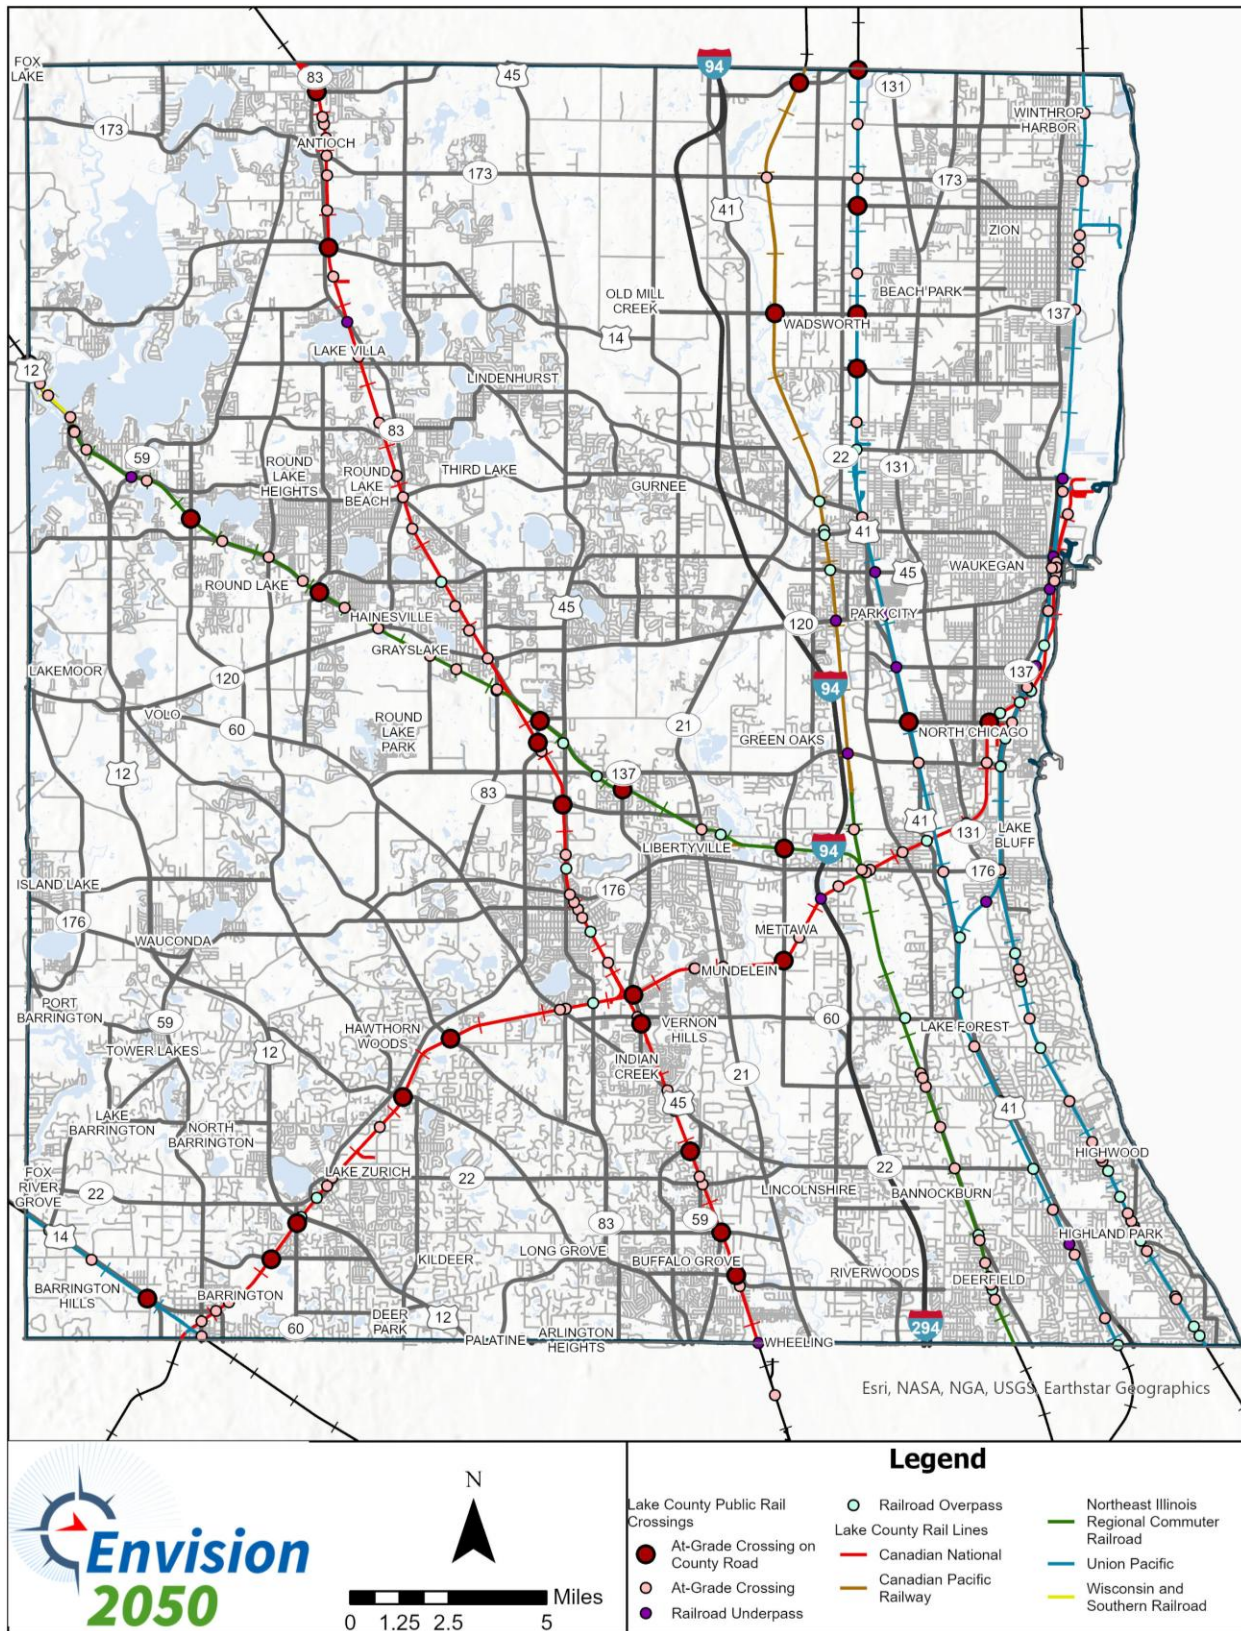 FOX
LAKE
83
45
94
131
WINTHROP
HARBOR
173
ANTIOCH
173
173
41
ZION
OLD MILL
CREEK
BEACH PARK
137
WADSWORTH
14
12
LAKE VILLA
LINDENHURST
83
59
ROUND
LAKE
HEIGHTS
ROUND
LAKE
BEACH
THIRD LAKE
GURNEE
22
131
41
WAUKEGAN
45
ROUND LAKE
HAINESVILLE
45
PARK CITY
120
GRAYSLAKE
LAKEMOOR
120
94
137
VOLO
60
ROUND
LAKE
PARK
21
GREEN OAKS
NORTH CHICAGO
12
137
83
41
131
LAKE
BLUFF
LIBERTYVILLE
94
ISLAND LAKE
176
176
176
WAUCONDA
METTAWA
MUNDELEIN
PORT
BARRINGTON
59
TOWER LAKES
12
HAWTHORN
WOODS
VERNON
HILLS
60
LAKE FOREST
INDIAN
CREEK
21
45
41
LAKE
BARRINGTON
NORTH
BARRINGTON
HIGHWOOD
FOX
RIVER
GROVE
22
LAKE ZURICH
22
LINCOLNSHIRE
22
BANNOCKBURN
14
83
59
HIGHLAND PARK
KILDEER
LONG GROVE
BUFFALO GROVE
RIVERWOODS
DEERFIELD
BARRINGTON
HILLS
BARRINGTON
60
DEER
PARK
12
PALATINE
ARLINGTON
HEIGHTS
WHEELING
294
Esri, NASA, NGA, USGS, Earthstar Geographics
Envision
2050
N
0 1.25 2.5 5 Miles
Legend
Lake County Public Rail
Crossings
At-Grade Crossing on
County Road
At-Grade Crossing
Railroad Underpass
Railroad Overpass
Lake County Rail Lines
Canadian National
Canadian Pacific
Railway
Northeast Illinois
Regional Commuter
Railroad
Union Pacific
Wisconsin and
Southern Railroad